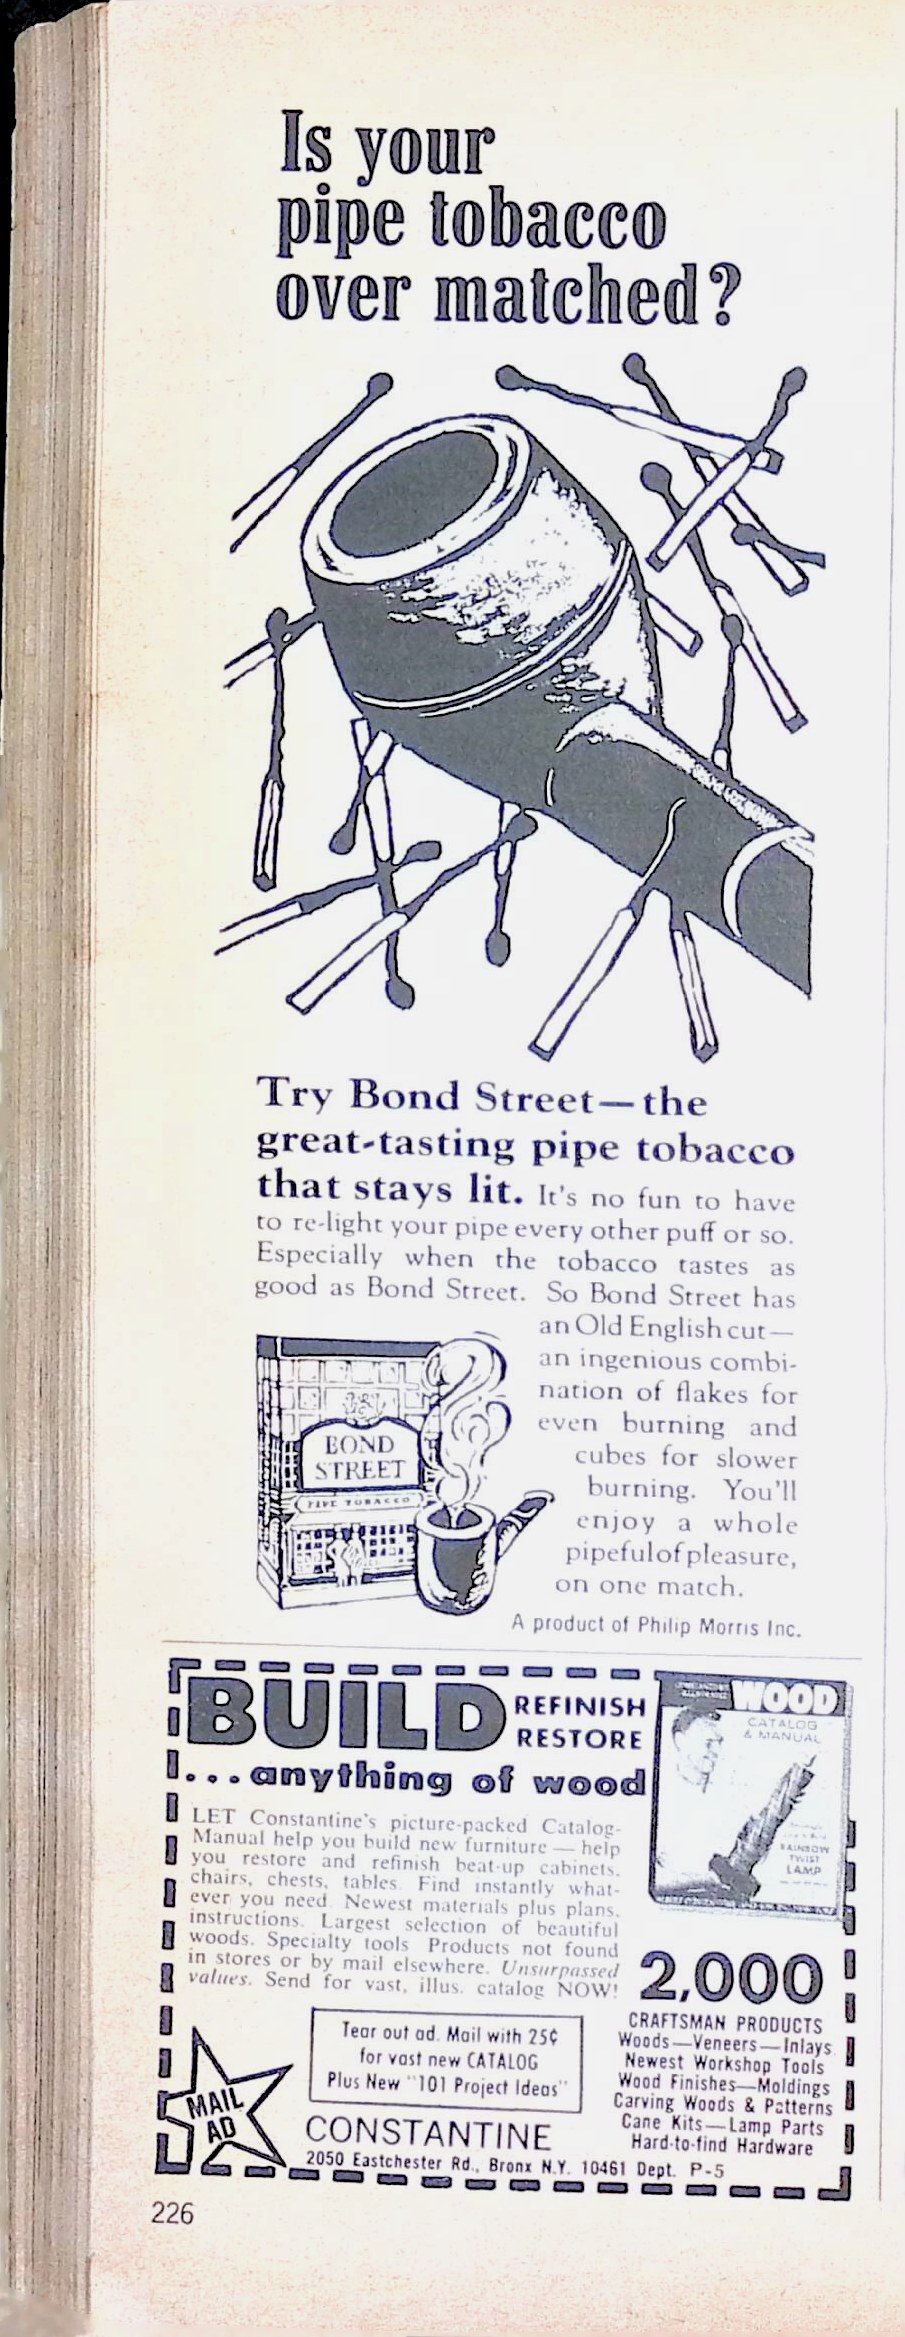 Is your
pipe tobacco
over matched?
Try Bond Street—the
great-tasting pipe tobacco
that stays lit. It's no fun to have
to re-light your pipe every other puff or so.
Especially when the tobacco tastes as
good as Bond Street. So Bond Street has
an Old English cut—
an ingenious combi-
nation of flakes for
even burning and
cubes for slower
burning. You'll
enjoy a whole
pipeful of pleasure,
on one match.
BOND
STREET
PIPE TOBACCO
A product of Philip Morris Inc.
BUILD REFINISH
RESTORE
...anything of wood
WOOD
CATALOG
& MANUAL
RAINBOW
TWIST
LAMP
LET Constantine's picture-packed Catalog-
Manual help you build new furniture — help
you restore and refinish beat-up cabinets,
chairs, chests, tables. Find instantly what-
ever you need. Newest materials plus plans,
instructions. Largest selection of beautiful
woods. Specialty tools Products not found
in stores or by mail elsewhere. Unsurpassed
values. Send for vast, illus. catalog NOW!
2,000
CRAFTSMAN PRODUCTS
Woods—Veneers—Inlays
Newest Workshop Tools
Wood Finishes—Moldings
Carving Woods & Patterns
Cane Kits—Lamp Parts
Hard-to-find Hardware
Tear out ad. Mail with 25¢
for vast new CATALOG
Plus New "101 Project Ideas"
MAIL
AD
CONSTANTINE
2050 Eastchester Rd., Bronx N.Y. 10461 Dept. P-5
226